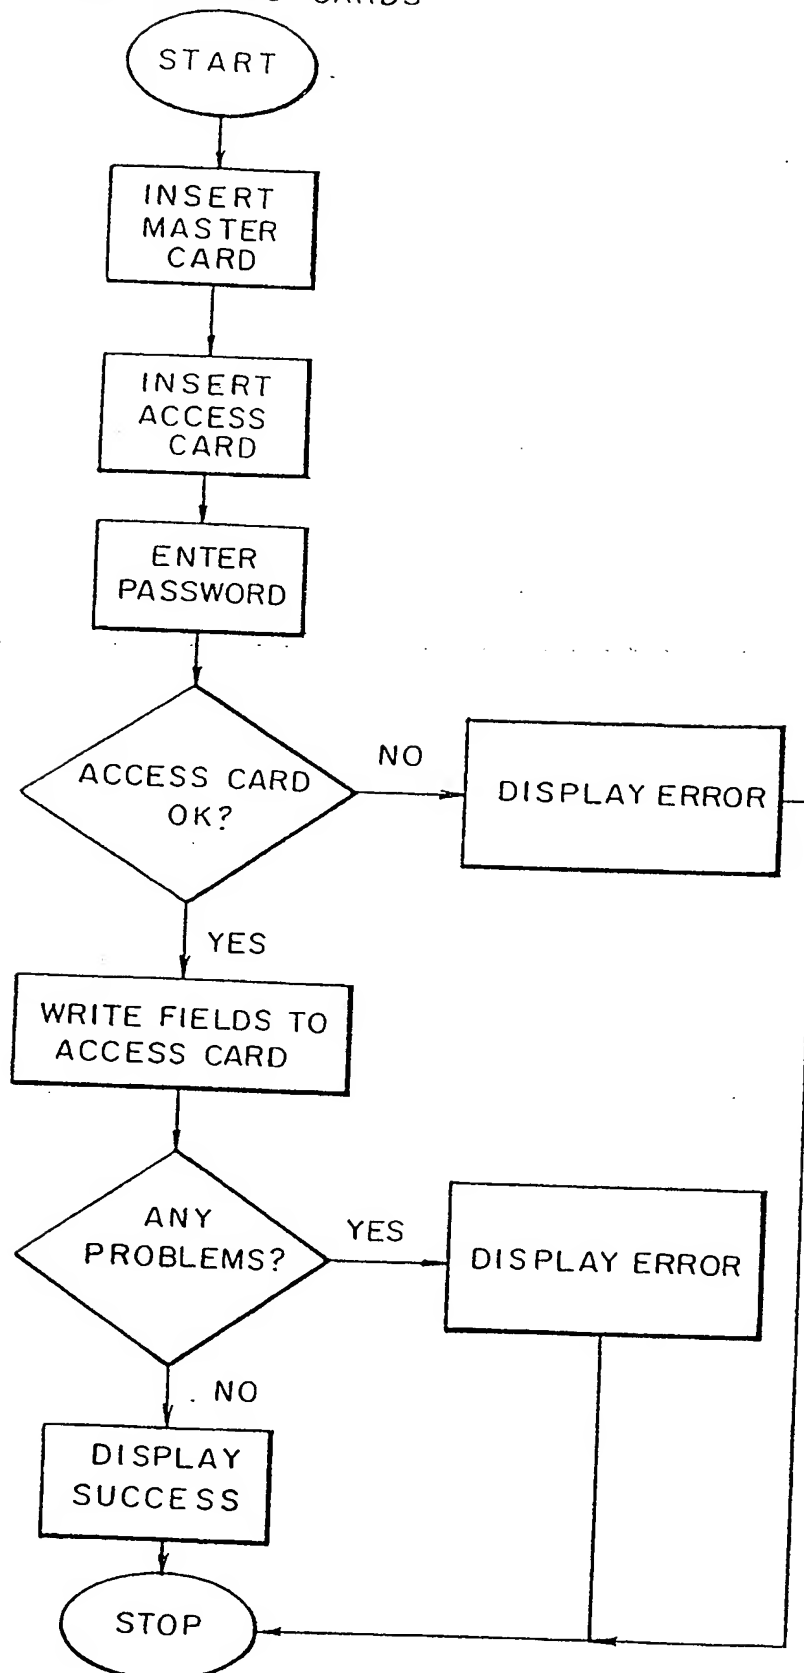 CARDS
START
INSERT
MASTER
CARD
INSERT
ACCESS
CARD
ENTER
PASSWORD
ACCESS CARD
OK?
NO
DISPLAY ERROR
YES
WRITE FIELDS TO
ACCESS CARD
ANY
PROBLEMS?
YES
DISPLAY ERROR
NO
DISPLAY
SUCCESS
STOP